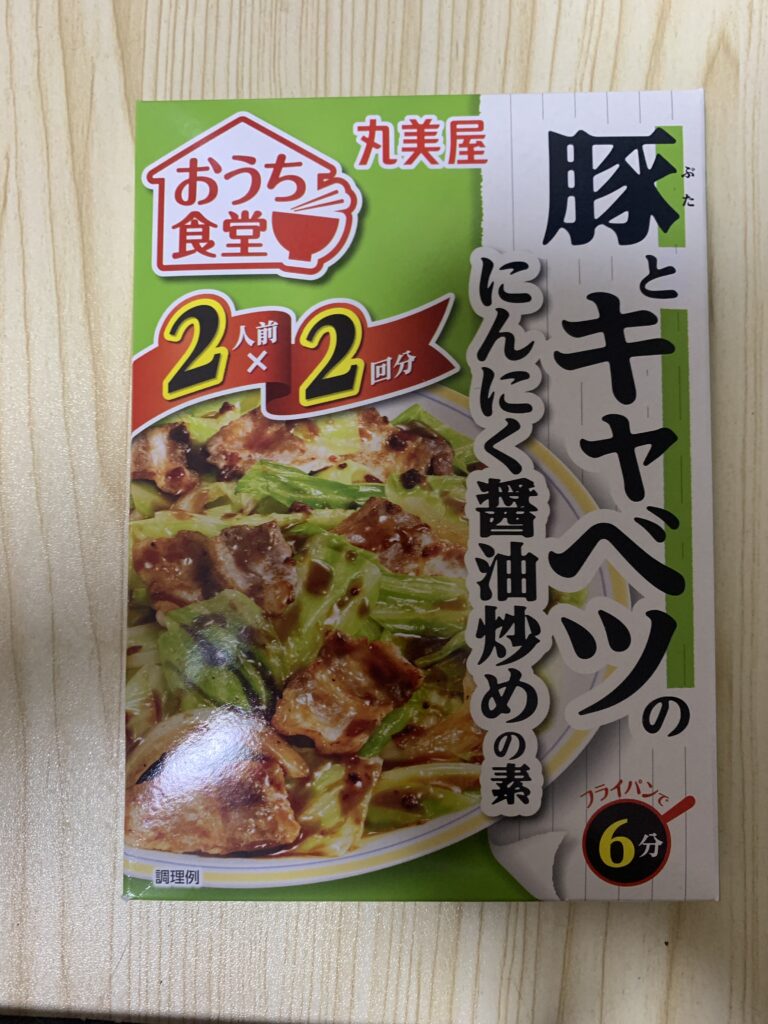 丸美屋
おうち
食堂
2人前×2回分
豚とキャベツの
ぶた
にんにく醤油炒めの素
フライパンで
6分
調理例